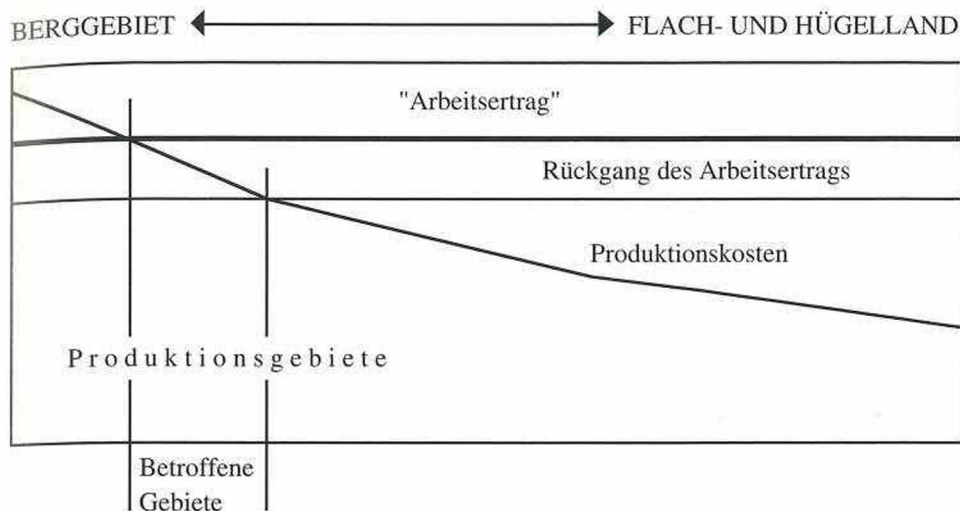 BERGGEBIET FLACH- UND HÜGELLAND
"Arbeitsertrag"
Rückgang des Arbeitsertrags
Produktionskosten
Produktionsgebiete
Betroffene
Gebiete